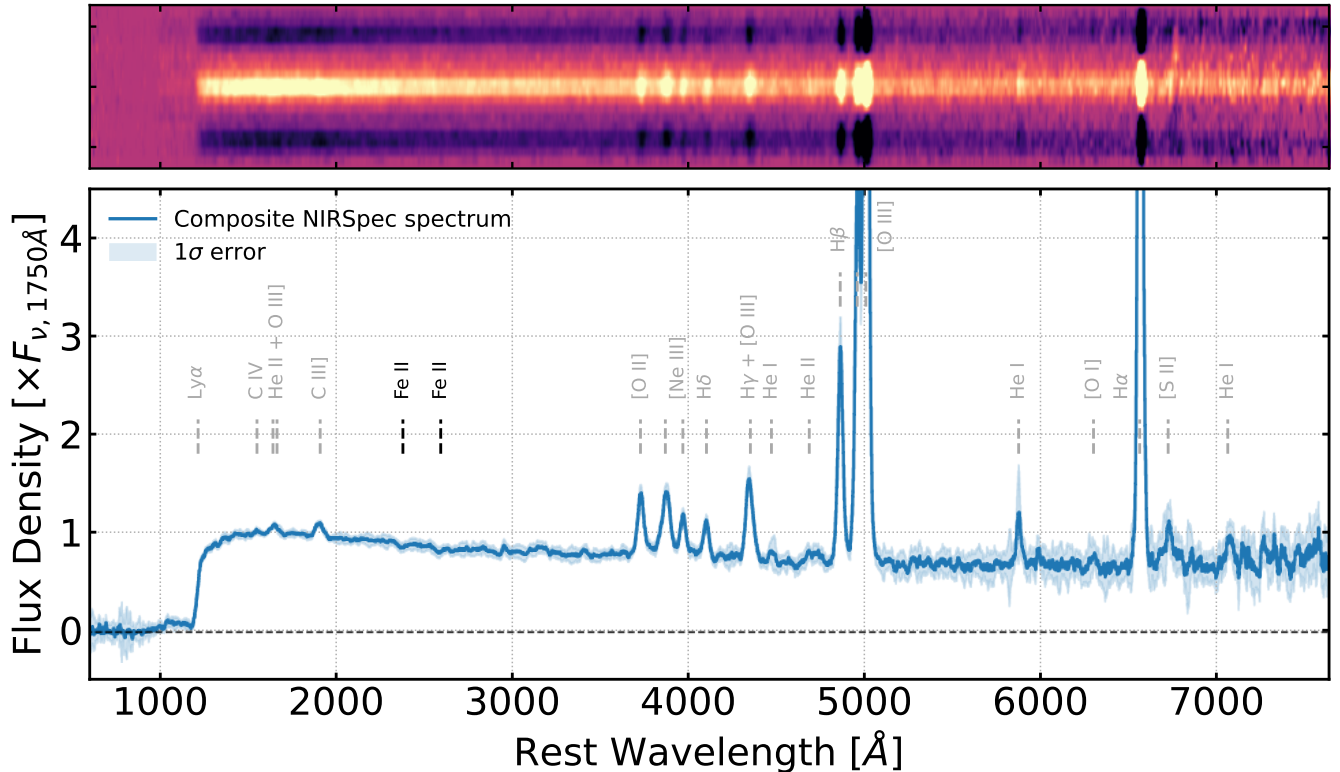 Composite NIRSpec spectrum
1σ error
Flux Density [×Fν, 1750Å]
4
3
2
1
0
Lyα
C IV
He II + O III]
C III]
Fe II
Fe II
[O II]
[Ne III]
Hδ
Hγ + [O III]
He I
He II
Hβ
[O III]
He I
[O I]
Hα
[S II]
He I
1000
2000
3000
4000
5000
6000
7000
Rest Wavelength [Å]